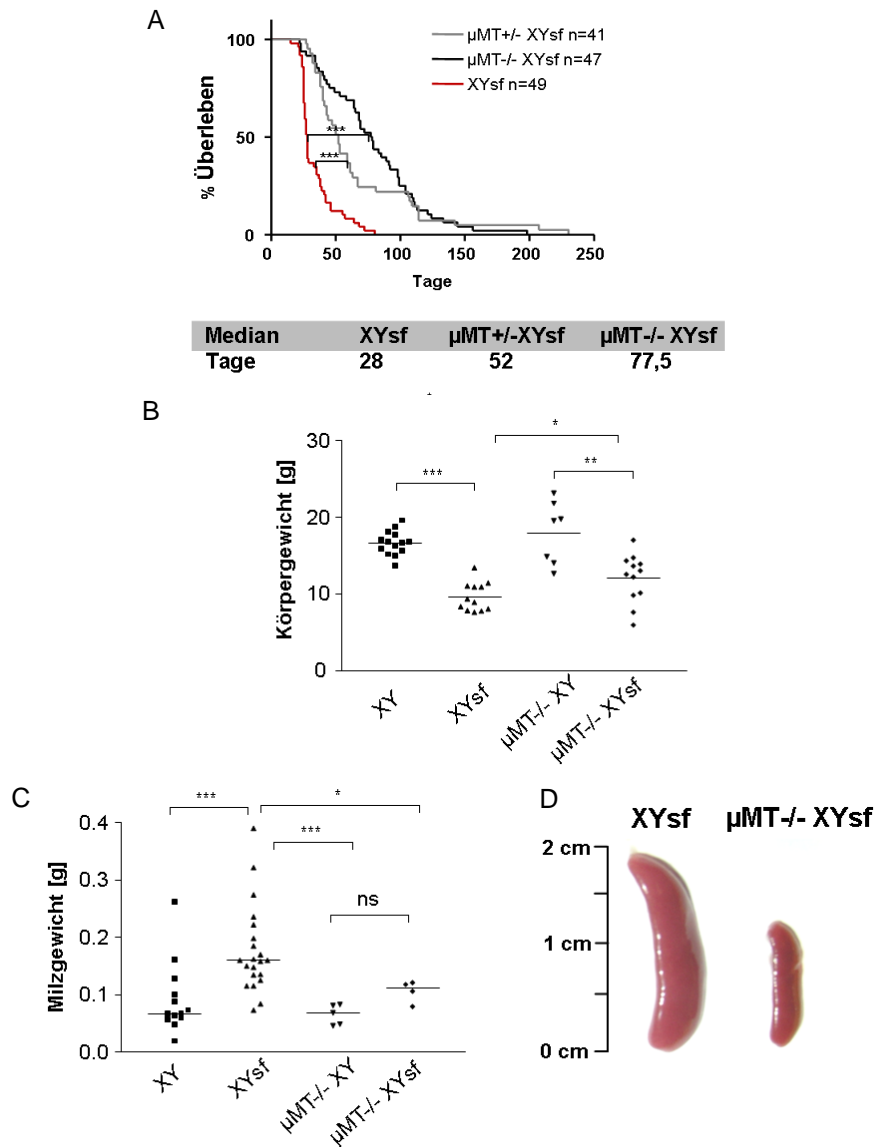 A
µMT+/- XYsf n=41
µMT-/- XYsf n=47
XYsf n=49
% Überleben
100
50
0
***
***
0 50 100 150 200 250
Tage
Median XYsf µMT+/-XYsf µMT-/- XYsf
Tage 28 52 77,5
B
Körpergewicht [g]
30
20
10
0
***
*
**
XY XYsf µMT-/- XY µMT-/- XYsf
C
Milzgewicht [g]
0.4
0.3
0.2
0.1
0.0
***
*
***
ns
XY XYsf µMT-/- XY µMT-/- XYsf
D
XYsf µMT-/- XYsf
2 cm
1 cm
0 cm